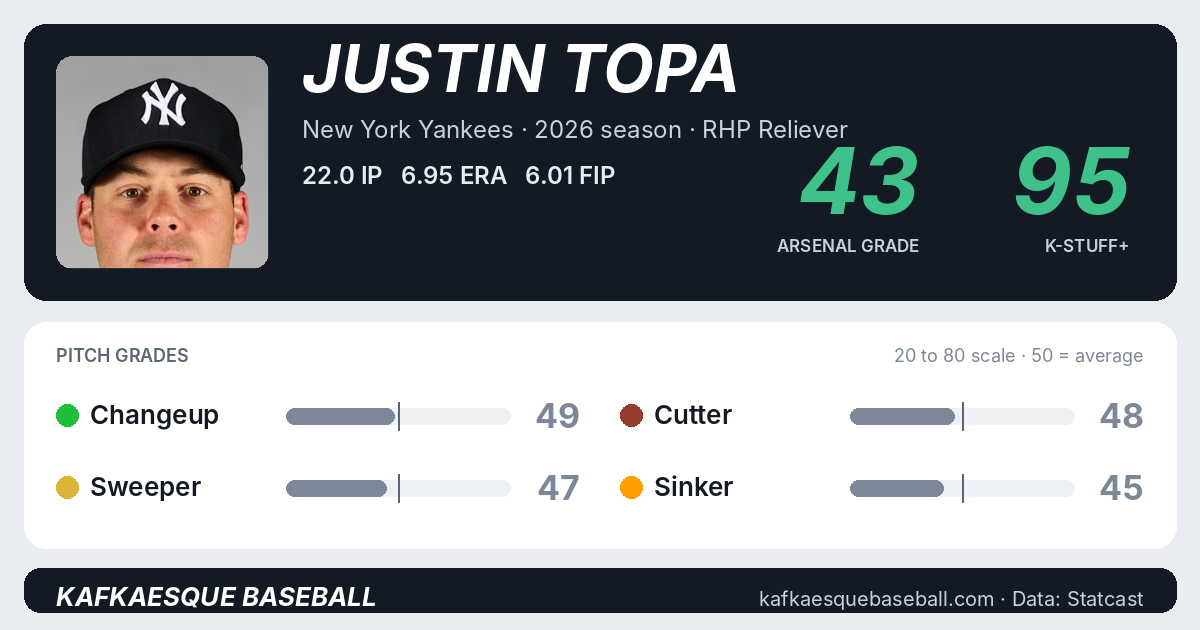 JUSTIN TOPA
New York Yankees · 2026 season · RHP Reliever
22.0 IP 6.95 ERA 6.01 FIP
43 95
ARSENAL GRADE K-STUFF+
NY
PITCH GRADES 20 to 80 scale · 50 = average
Changeup 49 Cutter 48
Sweeper 47 Sinker 45
KAFKAESQUE BASEBALL kafkaesquebaseball.com · Data: Statcast